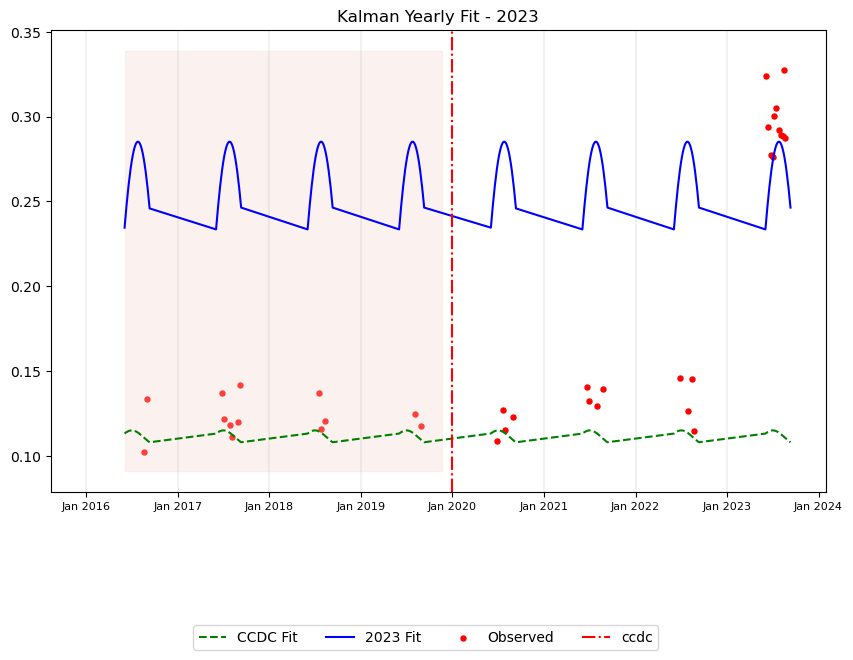 Kalman Yearly Fit - 2023
0.35
0.30
0.25
0.20
0.15
0.10
Jan 2016 Jan 2017 Jan 2018 Jan 2019 Jan 2020 Jan 2021 Jan 2022 Jan 2023 Jan 2024
CCDC Fit 2023 Fit Observed ccdc